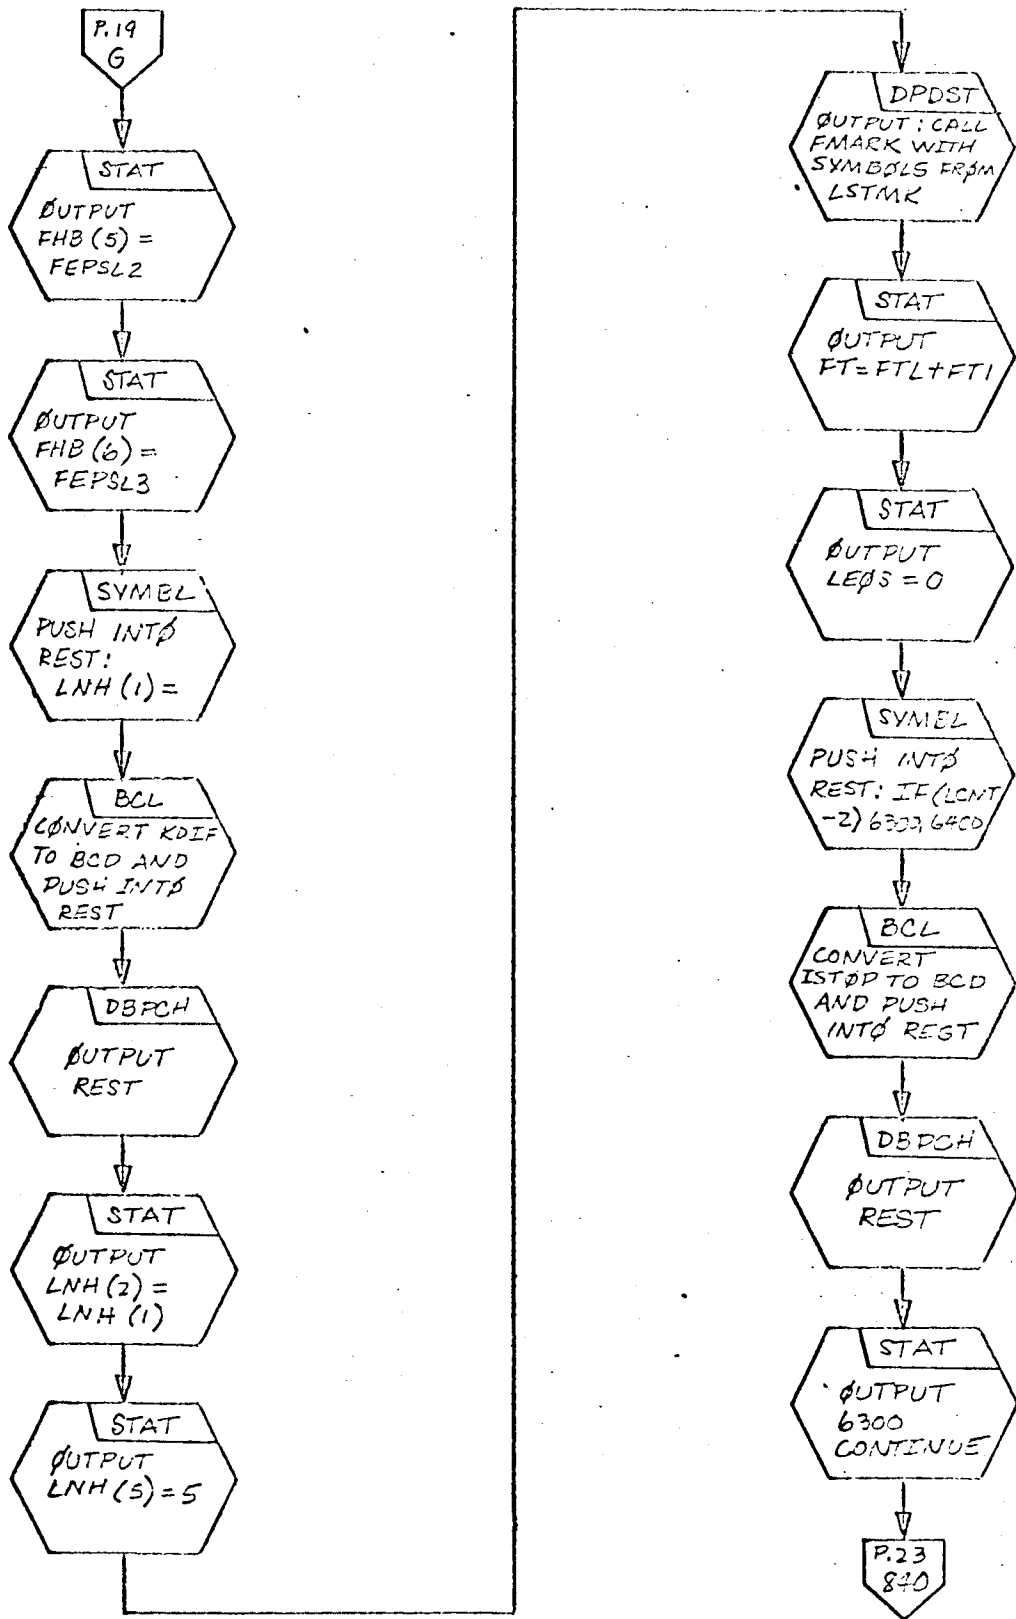 P.19
G
STAT
ØUTPUT
FHB (5) =
FEPSL2
STAT
ØUTPUT
FHB (6) =
FEPSL3
SYMBL
PUSH INTØ
REST:
LNH (1) =
BCL
CØNVERT KDIF
TO BCD AND
PUSH INTØ
REST
DBPCH
ØUTPUT
REST
STAT
ØUTPUT
LNH (2) =
LNH (1)
STAT
ØUTPUT
LNH (5) = 5
DPDST
ØUTPUT: CALL
FMARK WITH
SYMBØLS FRØM
LSTMK
STAT
ØUTPUT
FT = FTL + FTI
STAT
ØUTPUT
LEØS = 0
SYMBL
PUSH INTØ
REST: IF (LCNT
-2) 6300, 6400
BCL
CONVERT
ISTØP TO BCD
AND PUSH
INTØ REST
DBPCH
ØUTPUT
REST
STAT
ØUTPUT
6300
CONTINUE
P.23
840